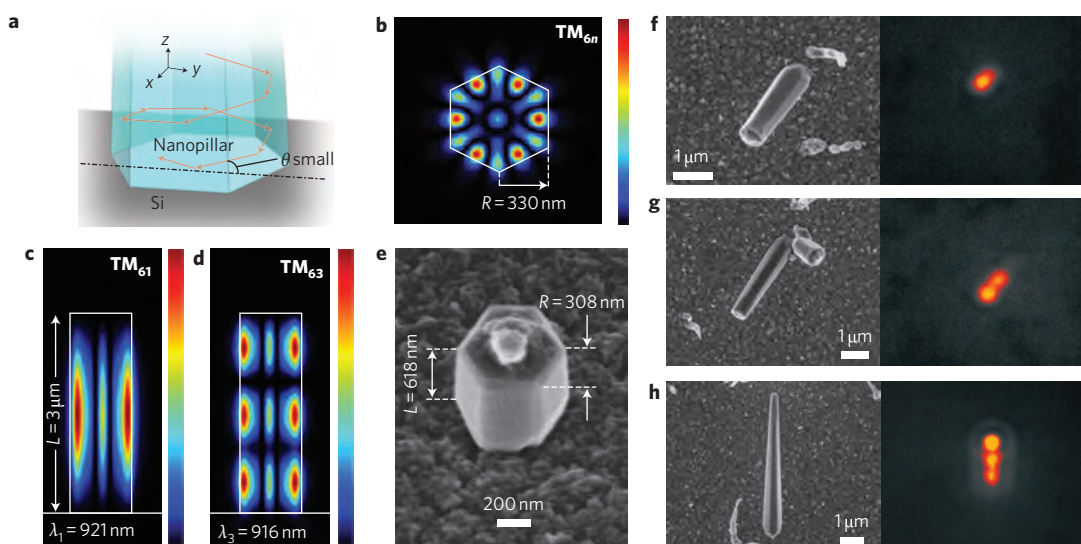 a
z
y
x
Nanopillar
θ small
Si
b
TM6n
R = 330 nm
c
TM61
L = 3 μm
λ1 = 921 nm
d
TM63
λ3 = 916 nm
e
R = 308 nm
L = 618 nm
200 nm
f
1 μm
g
1 μm
h
1 μm